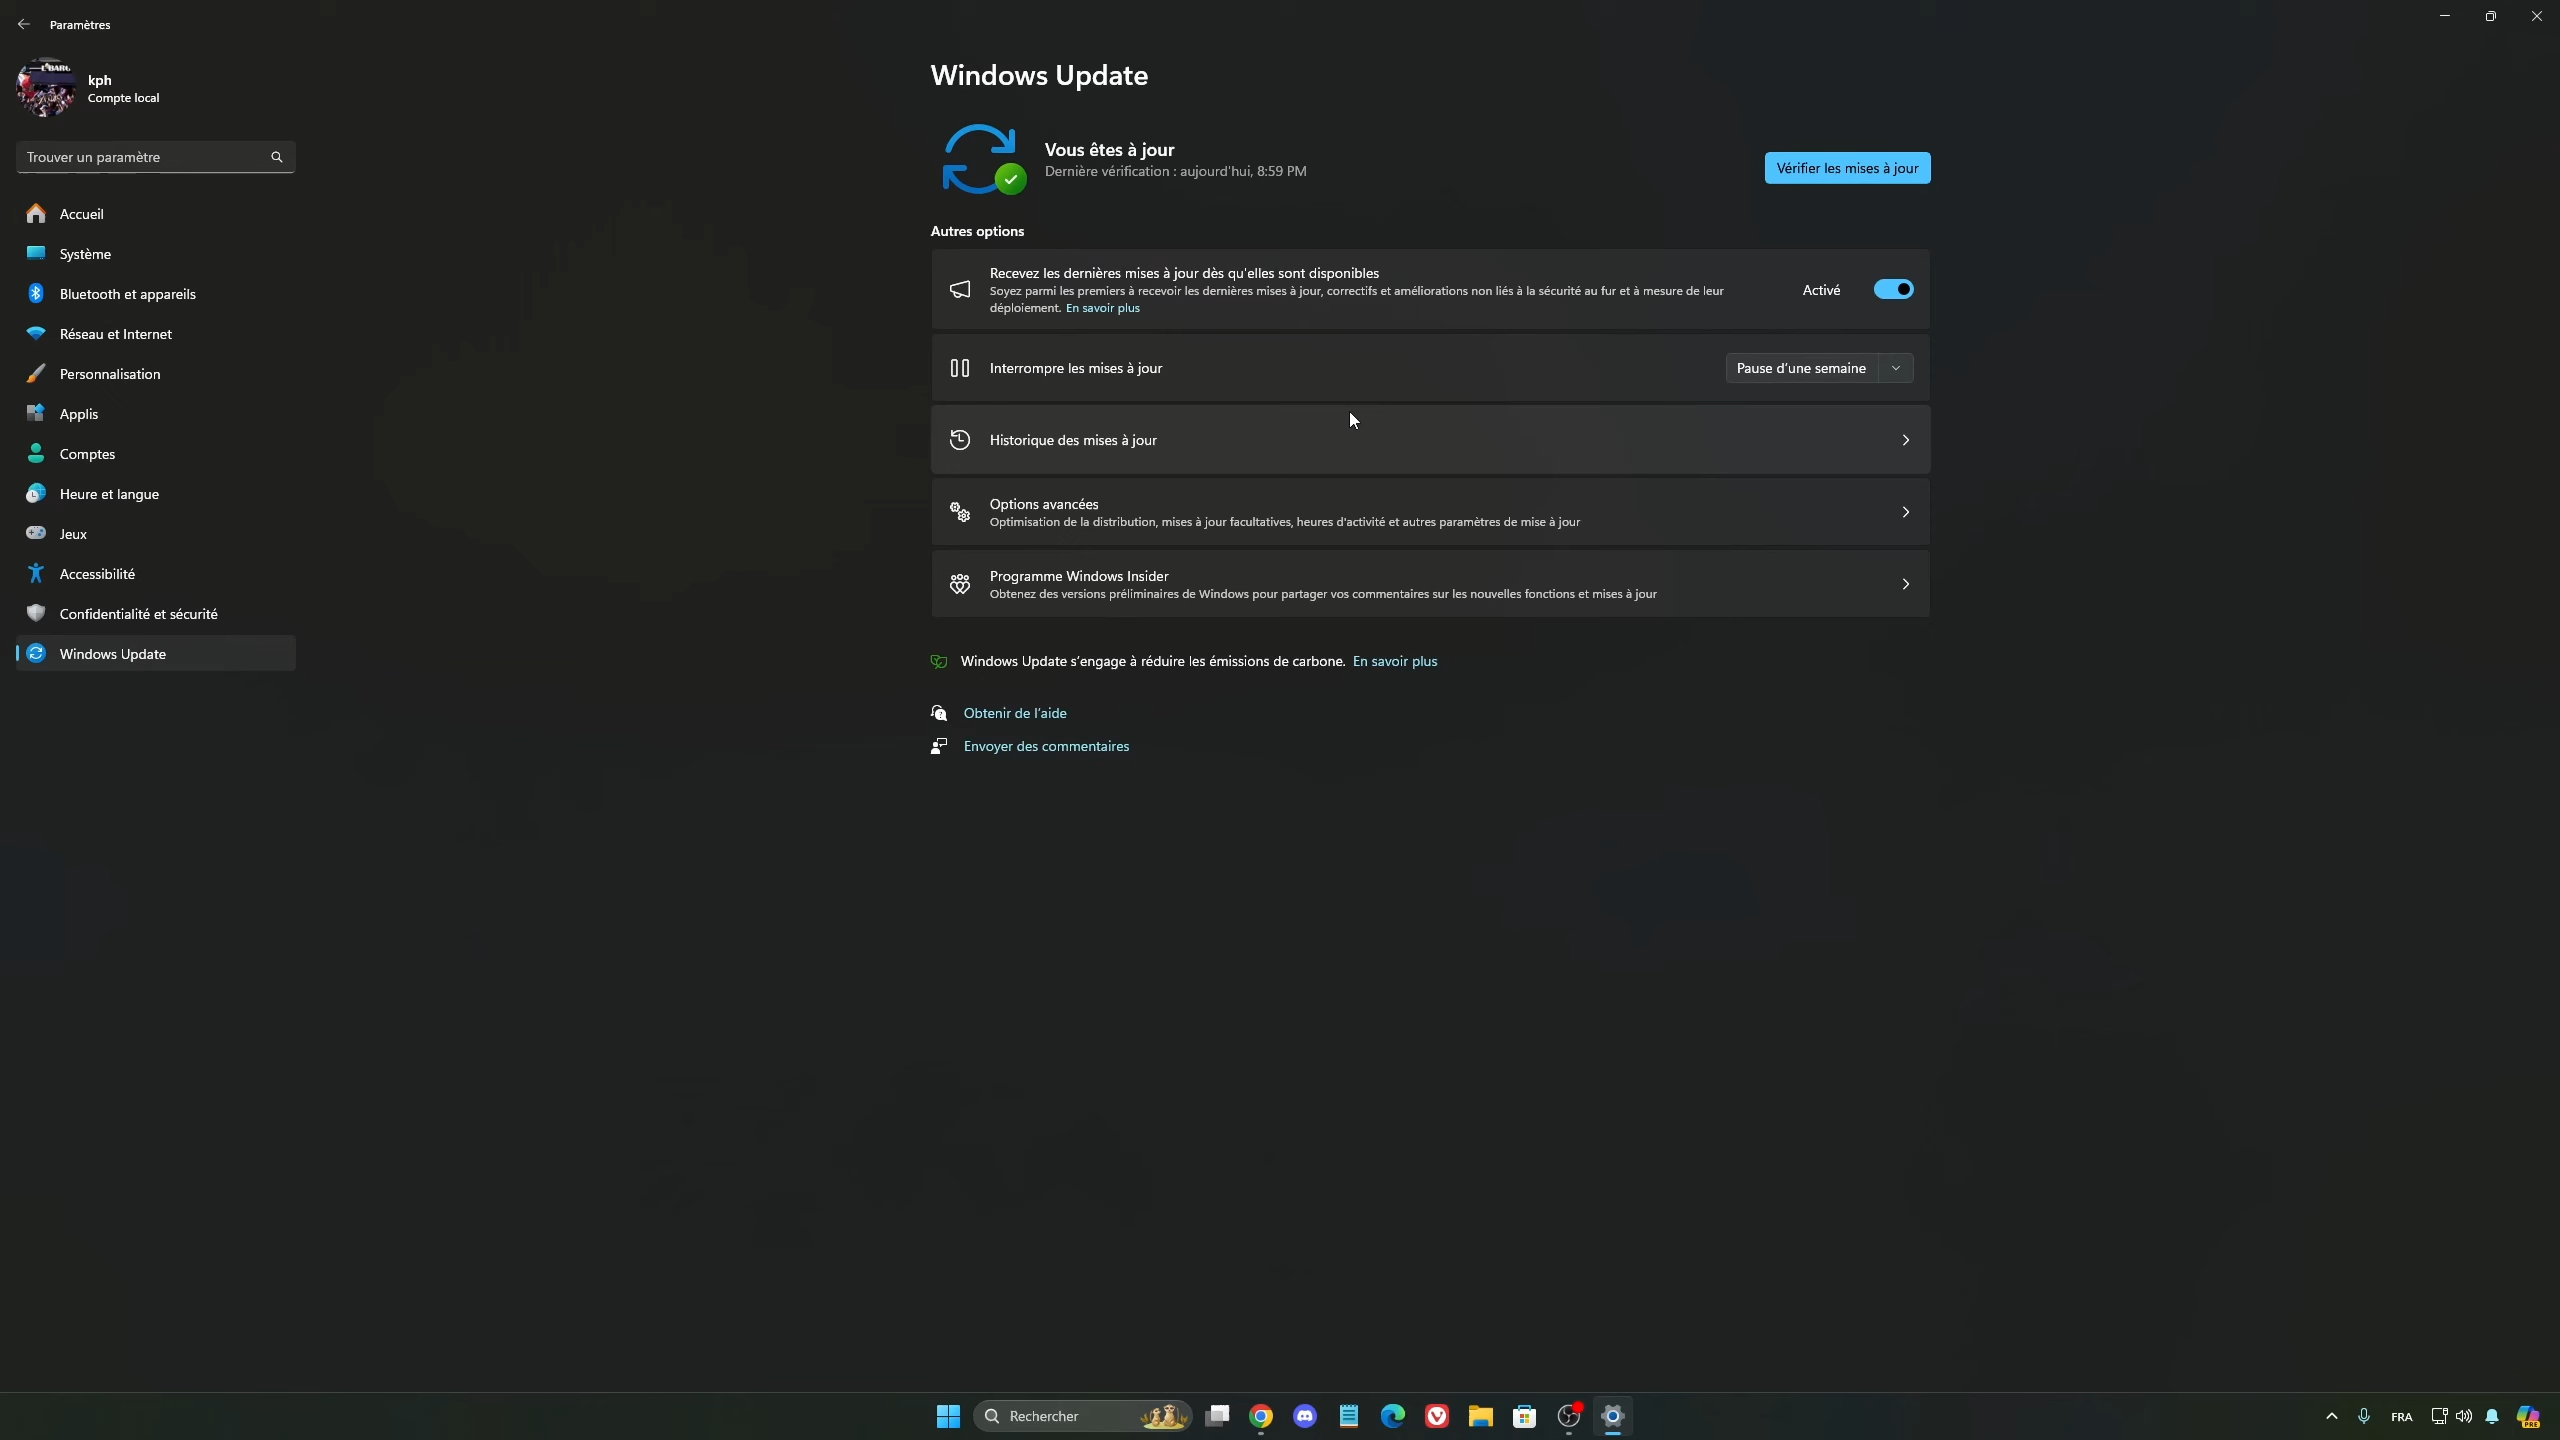 Paramètres
L'BARG
kph
Compte local
Trouver un paramètre
Accueil
Système
Bluetooth et appareils
Réseau et Internet
Personnalisation
Applis
Comptes
Heure et langue
Jeux
Accessibilité
Confidentialité et sécurité
Windows Update
Windows Update
Vous êtes à jour
Dernière vérification : aujourd'hui, 8:59 PM
Vérifier les mises à jour
Autres options
Recevez les dernières mises à jour dès qu'elles sont disponibles
Soyez parmi les premiers à recevoir les dernières mises à jour, correctifs et améliorations non liés à la sécurité au fur et à mesure de leur
déploiement. En savoir plus
Activé
Interrompre les mises à jour
Pause d'une semaine
Historique des mises à jour
Options avancées
Optimisation de la distribution, mises à jour facultatives, heures d'activité et autres paramètres de mise à jour
Programme Windows Insider
Obtenez des versions préliminaires de Windows pour partager vos commentaires sur les nouvelles fonctions et mises à jour
Windows Update s'engage à réduire les émissions de carbone. En savoir plus
Obtenir de l'aide
Envoyer des commentaires
Rechercher
FRA
PRE